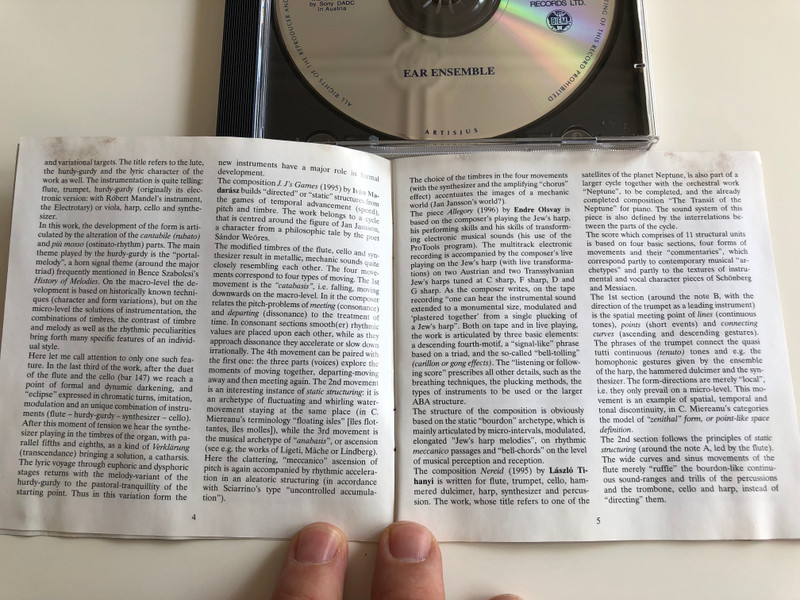 by Sony DADC
in Austria
RECORDS LTD.
BIEM
ALL RIGHTS OF THE PRODUCER AND
OF THIS RECORD PROHIBITED
EAR ENSEMBLE
ARTISJUS
and variational targets. The title refers to the lute,
the hurdy-gurdy and the lyric character of the
work as well. The instrumentation is quite telling:
flute, trumpet, hurdy-gurdy (originally its elec-
tronic version: with Róbert Mandel's instrument,
the Electrotary) or viola, harp, cello and synthe-
sizer.
In this work, the development of the form is arti-
culated by the alteration of the cantabile (rubato)
and più mosso (ostinato-rhythm) parts. The main
theme played by the hurdy-gurdy is the "portal-
melody", a horn signal theme (around the major
triad) frequently mentioned in Bence Szabolcsi's
History of Melodies. On the macro-level the de-
velopment is based on historically known techni-
ques (character and form variations), but on the
micro-level the solutions of instrumentation, the
combinations of timbres, the contrast of timbre
and melody as well as the rhythmic peculiarities
bring forth many specific features of an individ-
ual style.
Here let me call attention to only one such fea-
ture. In the last third of the work, after the duet
of the flute and the cello (bar 147) we reach a
point of formal and dynamic darkening, and
"eclipse" expressed in chromatic turns, imitation,
modulation and an unique combination of instru-
ments (flute – hurdy-gurdy – synthesizer – cello).
After this moment of tension we hear the synthe-
sizer playing in the timbres of the organ, with pa-
rallel fifths and eighths, as a kind of Verklärung
(transcendance) bringing a solution, a catharsis.
The lyric voyage through euphoric and dysphoric
stages returns with the melody-variant of the
hurdy-gurdy to the pastoral-tranquillity of the
starting point. Thus in this variation form the
4
new instruments have a major role in formal
development.
The composition J. J's Games (1995) by Iván Ma-
darász builds "directed" or "static" structures from
the games of temporal advancement (speed),
pitch and timbre. The work belongs to a cycle
that is centred around the figure of Jan Jansson,
a character from a philosophic tale by the poet
Sándor Weöres.
The modified timbres of the flute, cello and syn-
thesizer result in metallic, mechanic sounds quite
closely resembling each other. The four move-
ments correspond to four types of moving. The 1st
movement is the "catabasis", i.e. falling, moving
downwards on the macro-level. In it the composer
relates the pitch-problems of meeting (consonance)
and departing (dissonance) to the treatment of
time. In consonant sections smooth(er) rhythmic
values are placed upon each other, while as they
approach dissonance they accelerate or slow down
irrationally. The 4th movement can be paired with
the first one: the three parts (voices) explore the
moments of moving together, departing-moving
away and then meeting again. The 2nd movement
is an interesting instance of static structuring: it is
an archetype of fluctuating and whirling water-
movement staying at the same place (in C.
Miereanu's terminology "floating isles" [iles flot-
tantes, iles molles]), while the 3rd movement is
the musical archetype of "anabasis", or ascension
(see e.g. the works of Ligeti, Mâche or Lindberg).
Here the clattering, "meccanico" ascension of
pitch is again accompanied by rhythmic accelera-
tion in an aleatoric structuring (in accordance
with Sciarrino's type "uncontrolled accumula-
tion").
The choice of the timbres in the four movements
(with the synthesizer and the amplifying "chorus"
effect) accentuates the images of a mechanic
world (Jan Jansson's world?).
The piece Allegory (1996) by Endre Olsvay is
based on the composer's playing the Jew's harp,
his performing skills and his skills of transform-
ing electronic musical sounds (his use of the
ProTools program). The multitrack electronic
recording is accompanied by the composer's live
playing on the Jew's harp (with live transforma-
tions) on two Austrian and two Transsylvanian
Jew's harps tuned at C sharp, F sharp, D and
G sharp. As the composer writes, on the tape
recording "one can hear the instrumental sound
extended to a monumental size, modulated and
plastered together from a single plucking of
a Jew's harp". Both on tape and in live playing,
the work is articulated by three basic elements:
a descending fourth-motif, a "signal-like" phrase
based on a triad, and the so-called "bell-tolling"
(carillon or gong effects). The "listening or follow-
ing score" prescribes all other details, such as the
breathing techniques, the plucking methods, the
types of instruments to be used or the larger
ABA structure.
The structure of the composition is obviously
based on the static "bourdon" archetype, which is
mainly articulated by micro-intervals, modulated,
elongated "Jew's harp melodies", on rhythmic
meccanico passages and "bell-chords" on the level
of musical perception and reception.
The composition Nereid (1995) by László Ti-
hanyi is written for flute, trumpet, cello, ham-
mered dulcimer, harp, synthesizer and percus-
sion. The work, whose title refers to one of the
satellites of the planet Neptune, is also part of a
larger cycle together with the orchestral work
"Neptune", to be completed, and the already
completed composition "The Transit of the
Neptune" for piano. The sound system of this
piece is also defined by the interrelations be-
tween the parts of the cycle.
The score which comprises of 11 structural units
is based on four basic sections, four forms of
movements and their "commentaries", which
correspond partly to contemporary musical "ar-
chetypes" and partly to the textures of instru-
mental and vocal character pieces of Schönberg
and Messiaen.
The 1st section (around the note B, with the
direction of the trumpet as a leading instrument)
is the spatial meeting point of lines (continuous
tones), points (short events) and connecting
curves (ascending and descending gestures).
The phrases of the trumpet connect the quasi
tutti continuous (tenuto) tones and e.g. the
homophonic gestures given by the ensemble
of the harp, the hammered dulcimer and the syn-
thesizer. The form-directions are merely "local",
i.e. they only prevail on a micro-level. This mo-
vement is an example of spatial, temporal and
tonal discontinuity, in C. Miereanu's categories
the model of "zenithal" form, or point-like space
definition.
The 2nd section follows the principles of static
structuring (around the note A, led by the flute).
The wide curves and sinus movements of the
flute merely "ruffle" the bourdon-like continu-
ous sound-ranges and trills of the percussions
and the trombone, cello and harp, instead of
"directing" them.
5